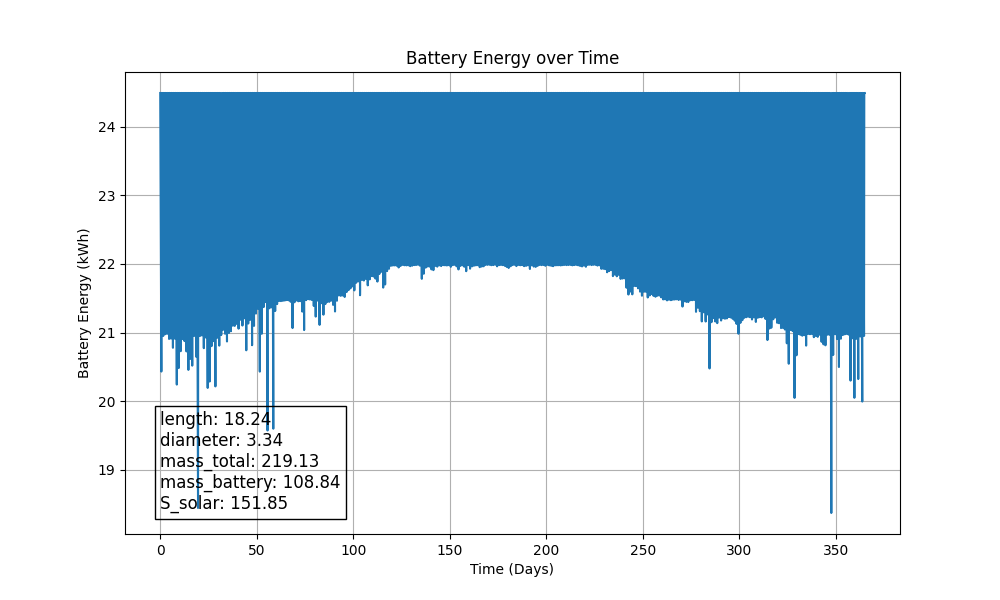 Battery Energy over Time
Battery Energy (kWh)
24
23
22
21
20
19
length: 18.24
diameter: 3.34
mass_total: 219.13
mass_battery: 108.84
S_solar: 151.85
0 50 100 150 200 250 300 350
Time (Days)